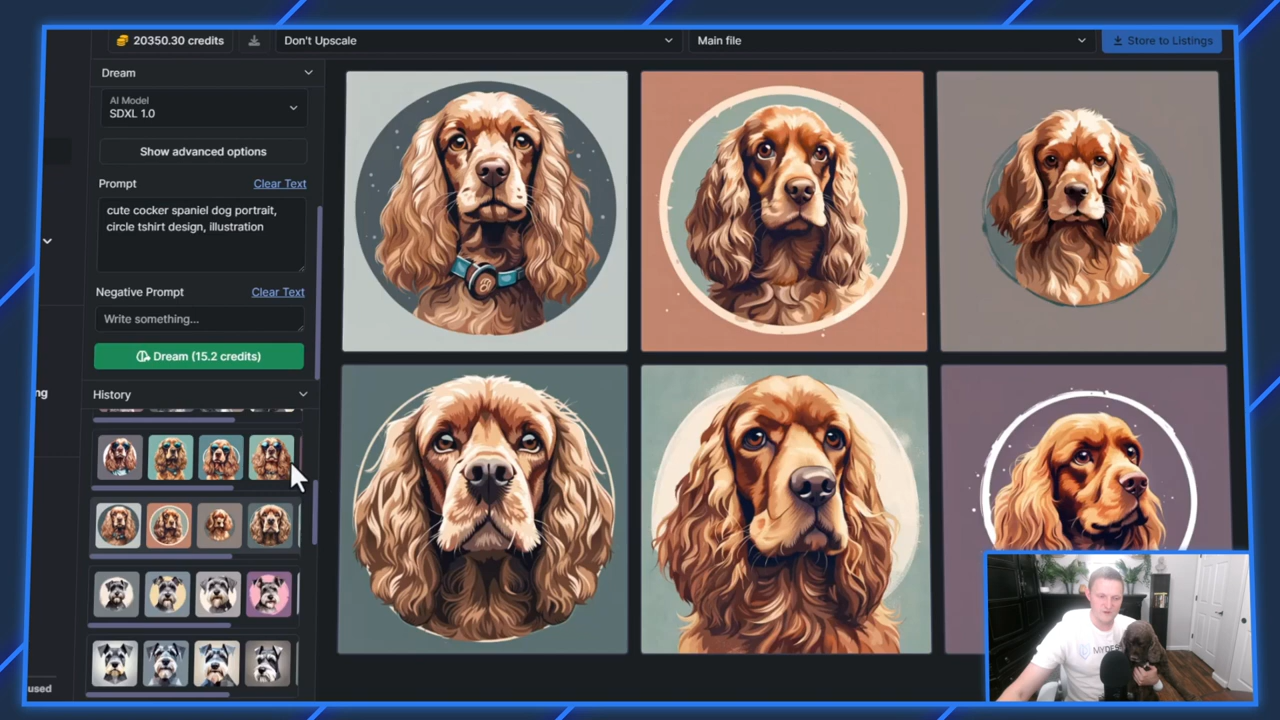 20350.30 credits
Don't Upscale
Main file
Store to Listings
Dream
AI Model
SDXL 1.0
Show advanced options
Prompt
Clear Text
cute cocker spaniel dog portrait,
circle tshirt design, illustration
Negative Prompt
Clear Text
Write something...
Dream (15.2 credits)
History
ng
used